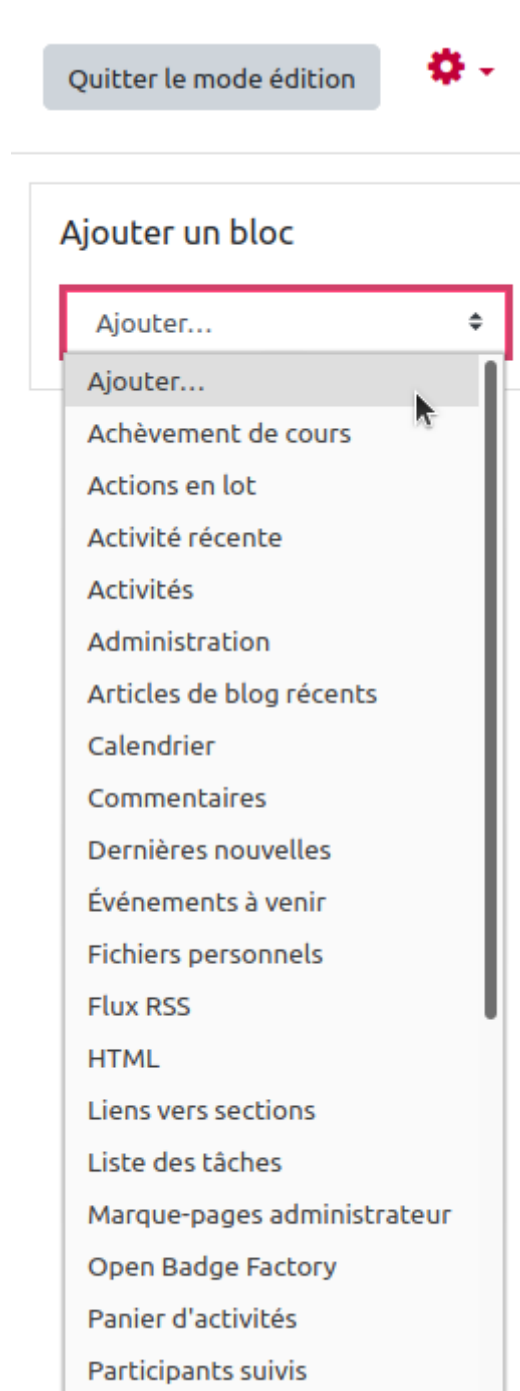 Quitter le mode édition
Ajouter un bloc
Ajouter...
Ajouter...
Achèvement de cours
Actions en lot
Activité récente
Activités
Administration
Articles de blog récents
Calendrier
Commentaires
Dernières nouvelles
Événements à venir
Fichiers personnels
Flux RSS
HTML
Liens vers sections
Liste des tâches
Marque-pages administrateur
Open Badge Factory
Panier d'activités
Participants suivis